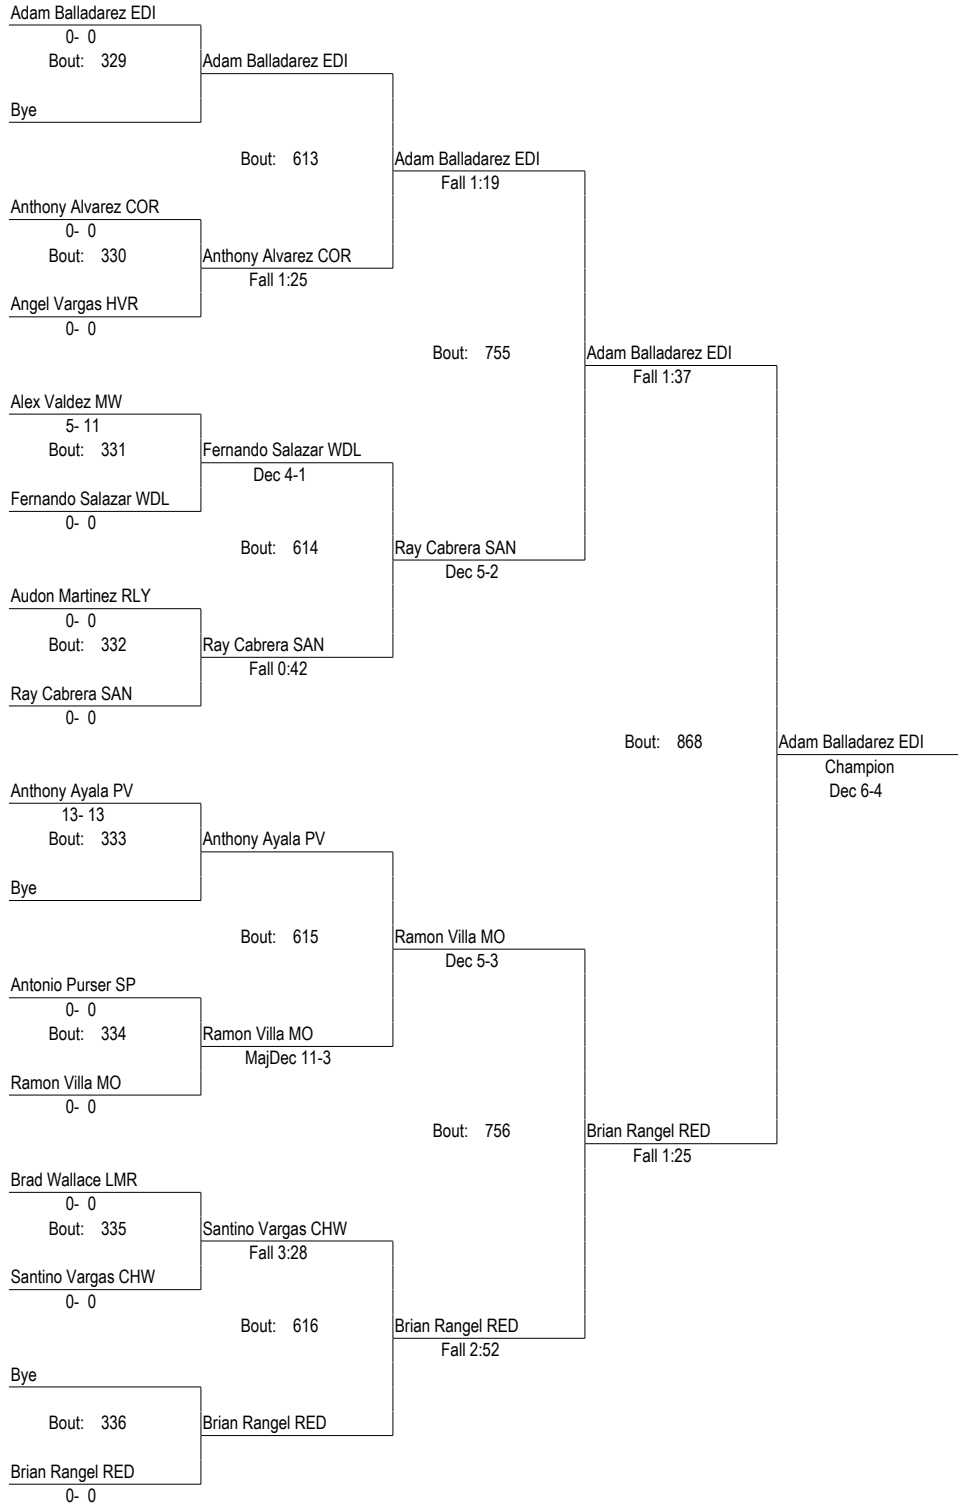 Adam Balladarez EDI
0- 0
Bout: 329
Adam Balladarez EDI
Bye
Bout: 613
Adam Balladarez EDI
Fall 1:19
Anthony Alvarez COR
0- 0
Bout: 330
Anthony Alvarez COR
Fall 1:25
Angel Vargas HVR
0- 0
Bout: 755
Adam Balladarez EDI
Fall 1:37
Alex Valdez MW
5- 11
Bout: 331
Fernando Salazar WDL
Dec 4-1
Fernando Salazar WDL
0- 0
Bout: 614
Ray Cabrera SAN
Dec 5-2
Audon Martinez RLY
0- 0
Bout: 332
Ray Cabrera SAN
Fall 0:42
Ray Cabrera SAN
0- 0
Bout: 868
Adam Balladarez EDI
Champion
Dec 6-4
Anthony Ayala PV
13- 13
Bout: 333
Anthony Ayala PV
Bye
Bout: 615
Ramon Villa MO
Dec 5-3
Antonio Purser SP
0- 0
Bout: 334
Ramon Villa MO
MajDec 11-3
Ramon Villa MO
0- 0
Bout: 756
Brian Rangel RED
Fall 1:25
Brad Wallace LMR
0- 0
Bout: 335
Santino Vargas CHW
Fall 3:28
Santino Vargas CHW
0- 0
Bout: 616
Brian Rangel RED
Fall 2:52
Bye
Bout: 336
Brian Rangel RED
Brian Rangel RED
0- 0